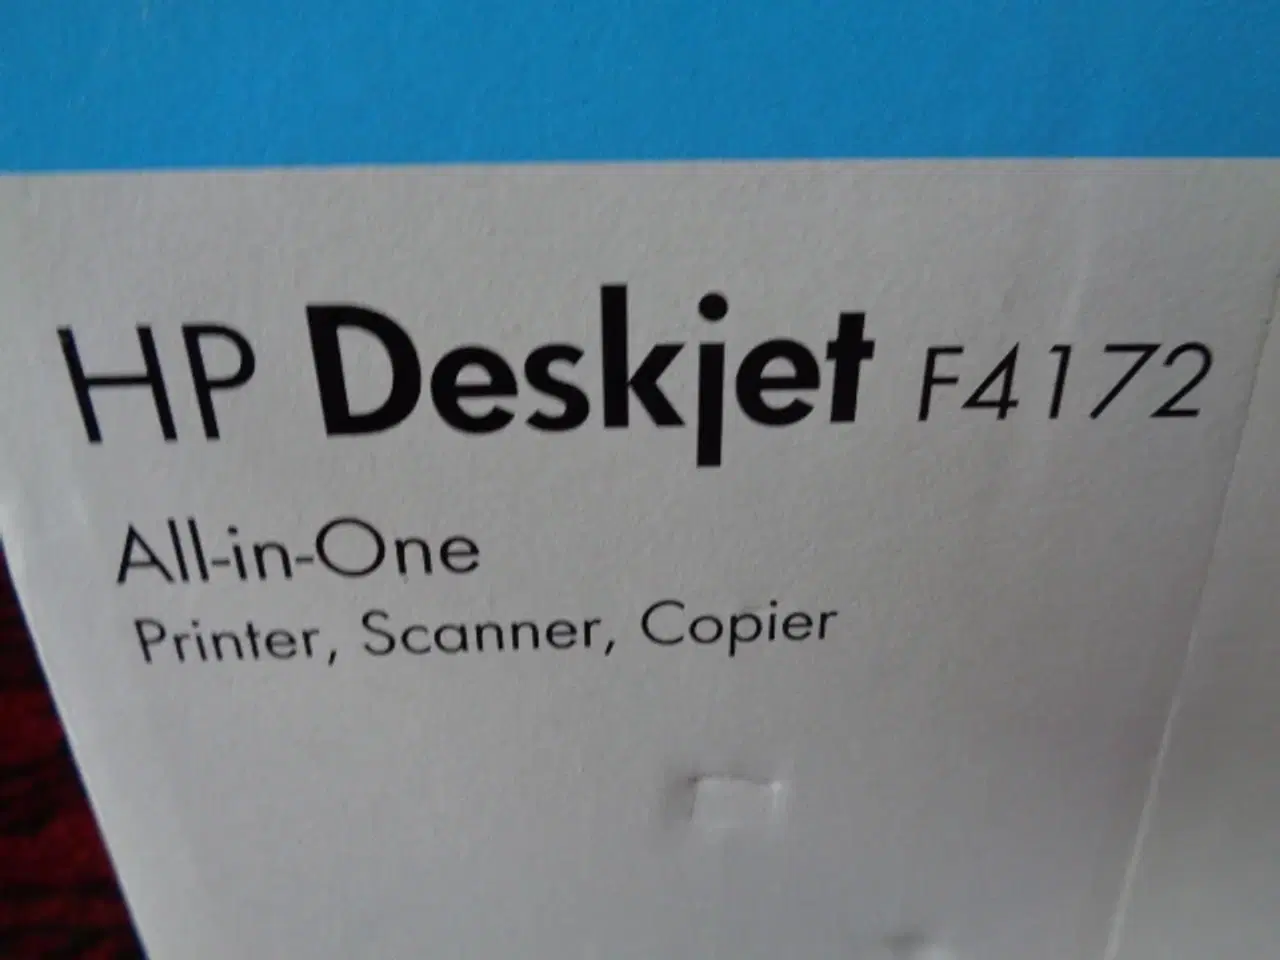 HP Deskjet F4172
All-in-One
Printer, Scanner, Copier